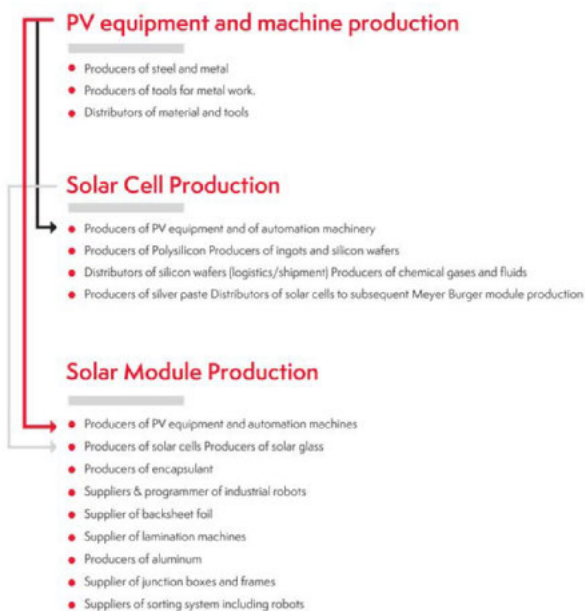 PV equipment and machine production
Producers of steel and metal
Producers of tools for metal work.
Distributors of material and tools
Solar Cell Production
Producers of PV equipment and of automation machinery
Producers of Polysilicon Producers of ingots and silicon wafers
Distributors of silicon wafers (logistics/shipment) Producers of chemical gases and fluids
Producers of silver paste Distributors of solar cells to subsequent Meyer Burger module production
Solar Module Production
Producers of PV equipment and automation machines
Producers of solar cells Producers of solar glass
Producers of encapsulant
Suppliers & programmer of industrial robots
Supplier of backsheet foil
Supplier of lamination machines
Producers of aluminum
Supplier of junction boxes and frames
Suppliers of sorting system including robots